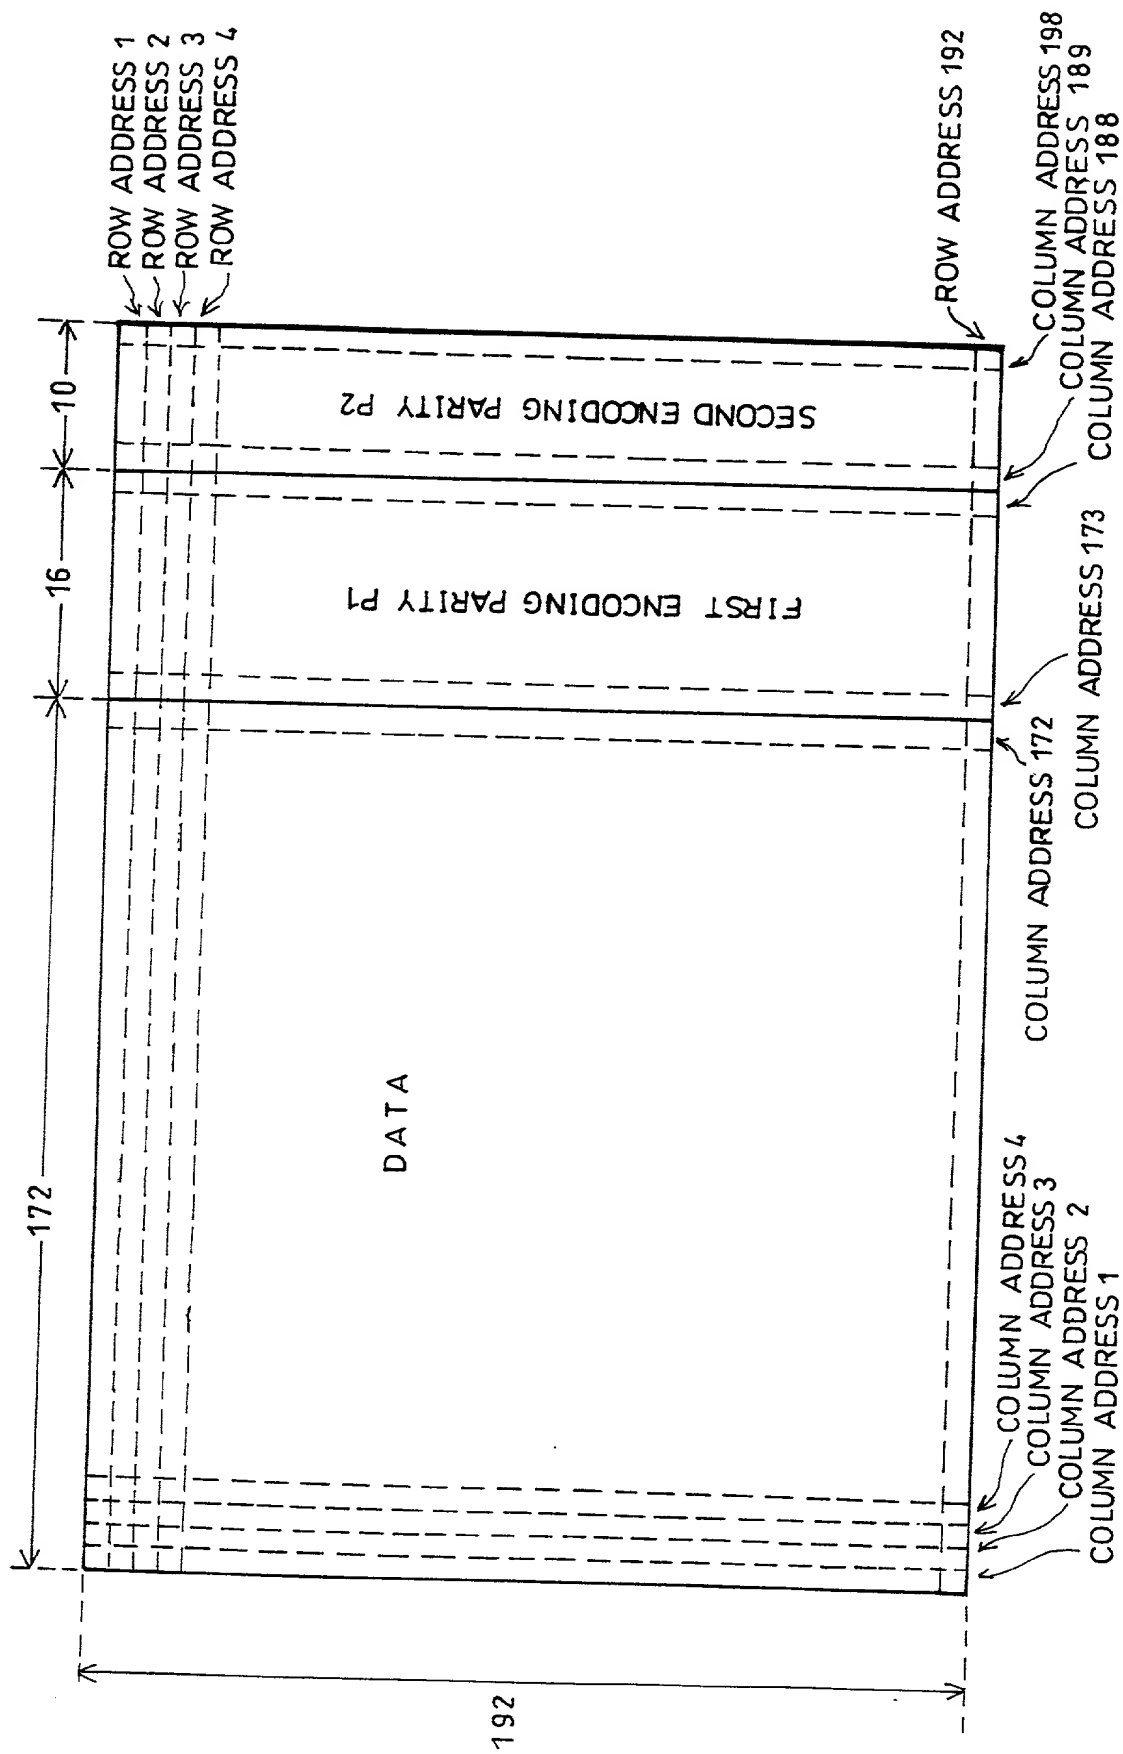 ROW ADDRESS 1
ROW ADDRESS 2
ROW ADDRESS 3
ROW ADDRESS 4
172
16
10
192
DATA
FIRST ENCODING PARITY P1
SECOND ENCODING PARITY P2
ROW ADDRESS 192
COLUMN ADDRESS 198
COLUMN ADDRESS 189
COLUMN ADDRESS 188
COLUMN ADDRESS 173
COLUMN ADDRESS 172
COLUMN ADDRESS 4
COLUMN ADDRESS 3
COLUMN ADDRESS 2
COLUMN ADDRESS 1